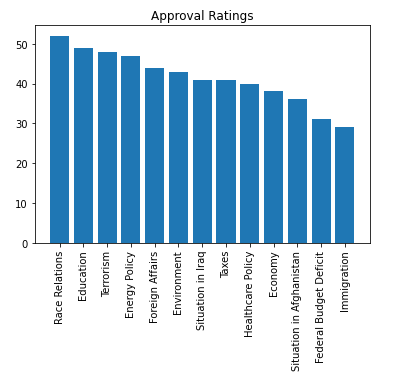 Approval Ratings
50
40
30
20
10
0
Race Relations
Education
Terrorism
Energy Policy
Foreign Affairs
Environment
Situation in Iraq
Taxes
Healthcare Policy
Economy
Situation in Afghanistan
Federal Budget Deficit
Immigration